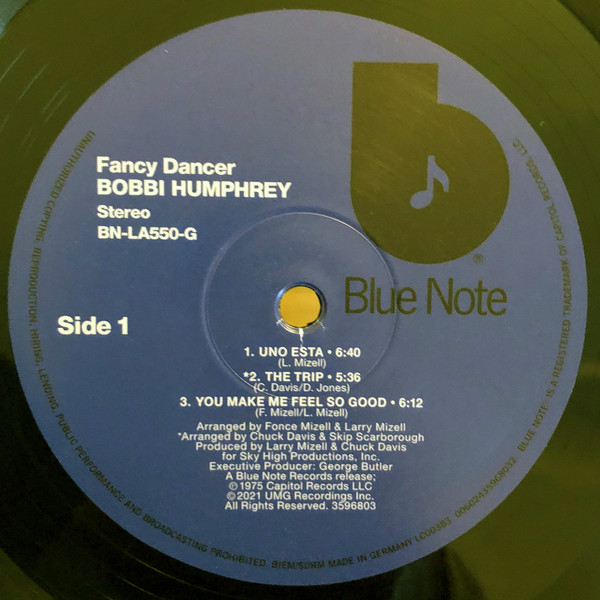 Fancy Dancer
BOBBI HUMPHREY
Stereo
BN-LA550-G
®
Blue Note
Side 1
1. UNO ESTA • 6:40
(L. Mizell)
*2. THE TRIP • 5:36
(C. Davis/D. Jones)
3. YOU MAKE ME FEEL SO GOOD • 6:12
(F. Mizell/L. Mizell)
Arranged by Fonce Mizell & Larry Mizell
*Arranged by Chuck Davis & Skip Scarborough
Produced by Larry Mizell & Chuck Davis
for Sky High Productions, Inc.
Executive Producer: George Butler
A Blue Note Records release;
℗ 1975 Capitol Records LLC
© 2021 UMG Recordings Inc.
All Rights Reserved. 3596803
UNAUTHORIZED COPYING, REPRODUCTION, HIRING, LENDING, PUBLIC PERFORMANCE AND BROADCASTING PROHIBITED. BIEM/SDRM MADE IN GERMANY LC0383 00602435968032. BLUE NOTE® IS A REGISTERED TRADEMARK OF CAPITOL RECORDS, LLC.